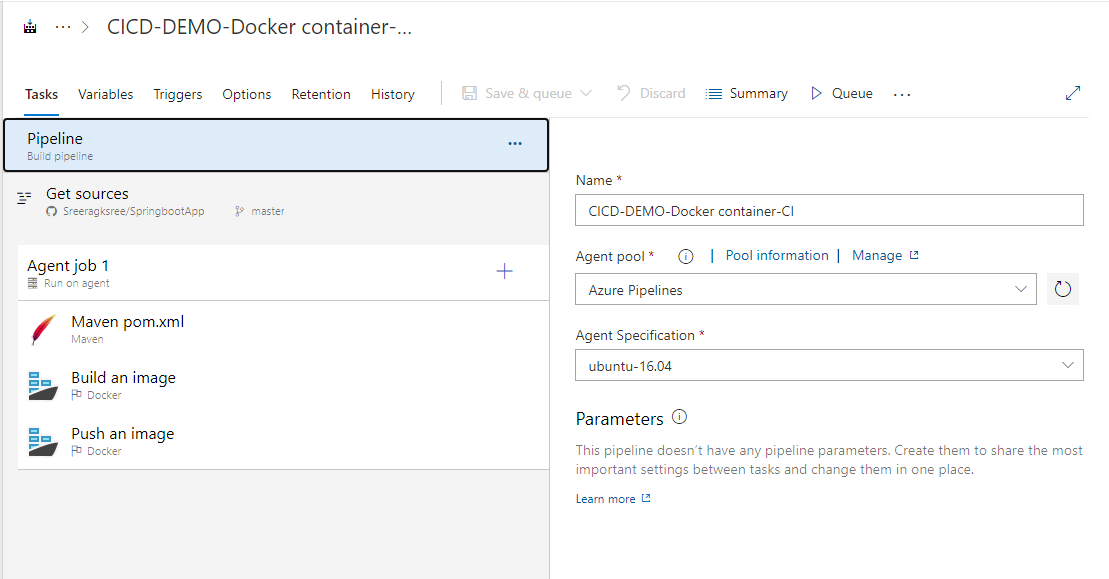 ··· > CICD-DEMO-Docker container-...
Tasks Variables Triggers Options Retention History Save & queue Discard Summary Queue ...
Pipeline ...
Build pipeline
Get sources
Sreeragksree/SpringbootApp master
Agent job 1 +
Run on agent
Maven pom.xml
Maven
Build an image
Docker
Push an image
Docker
Name *
CICD-DEMO-Docker container-CI
Agent pool * | Pool information | Manage
Azure Pipelines
Agent Specification *
ubuntu-16.04
Parameters
This pipeline doesn't have any pipeline parameters. Create them to share the most
important settings between tasks and change them in one place.
Learn more